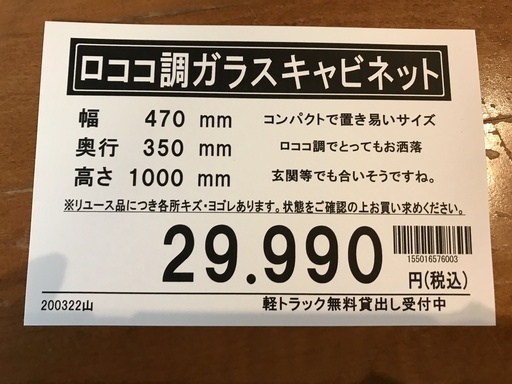 ロココ調ガラスキャビネット
幅 470 mm コンパクトで置き易いサイズ
奥行 350 mm ロココ調でとってもお洒落
高さ 1000 mm 玄関等でも合いそうですね。
※リユース品につき各所キズ・ヨゴレあります。状態をご確認の上お買い求めください。
29.990
155016576003
円(税込)
200322山 軽トラック無料貸出し受付中